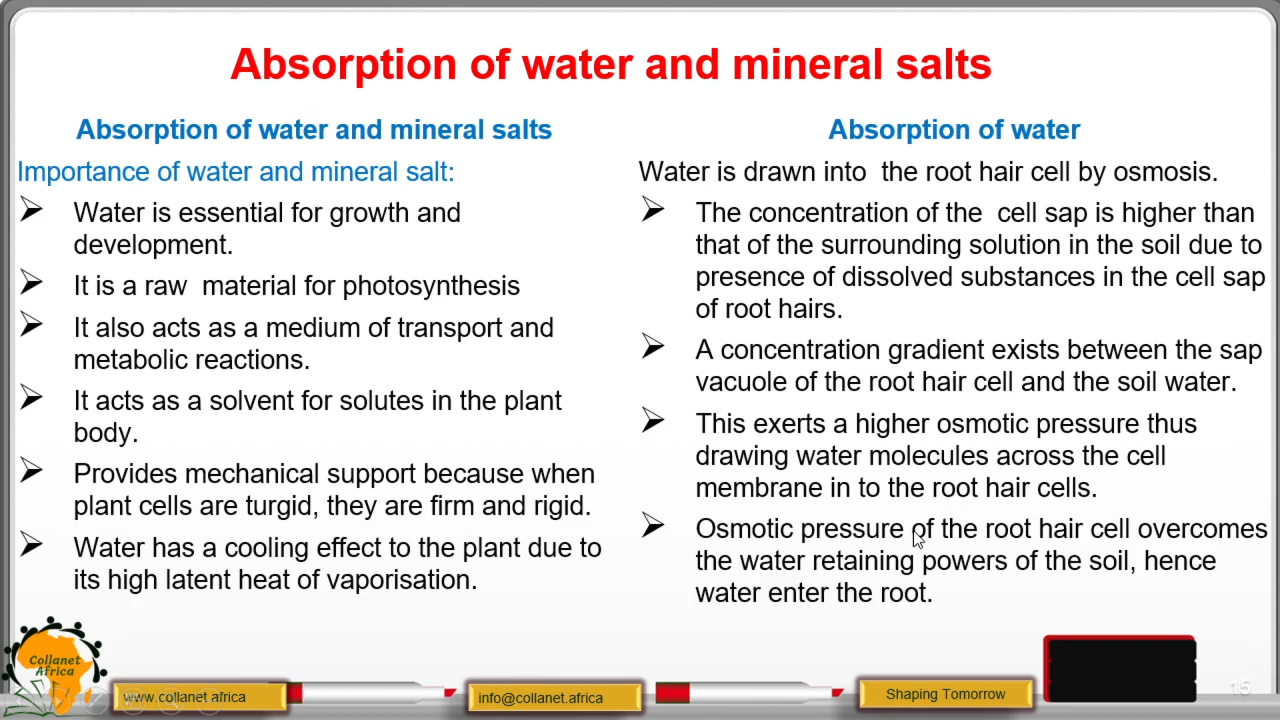 Absorption of water and mineral salts
Absorption of water and mineral salts
Importance of water and mineral salt:
➢ Water is essential for growth and
development.
➢ It is a raw  material for photosynthesis
➢ It also acts as a medium of transport and
metabolic reactions.
➢ It acts as a solvent for solutes in the plant
body.
➢ Provides mechanical support because when
plant cells are turgid, they are firm and rigid.
➢ Water has a cooling effect to the plant due to
its high latent heat of vaporisation.
Absorption of water
Water is drawn into  the root hair cell by osmosis.
➢ The concentration of the  cell sap is higher than
that of the surrounding solution in the soil due to
presence of dissolved substances in the cell sap
of root hairs.
➢ A concentration gradient exists between the sap
vacuole of the root hair cell and the soil water.
➢ This exerts a higher osmotic pressure thus
drawing water molecules across the cell
membrane in to the root hair cells.
➢ Osmotic pressure of the root hair cell overcomes
the water retaining powers of the soil, hence
water enter the root.
Collanet
Africa
www.collanet africa
info@collanet.africa
Shaping Tomorrow
15